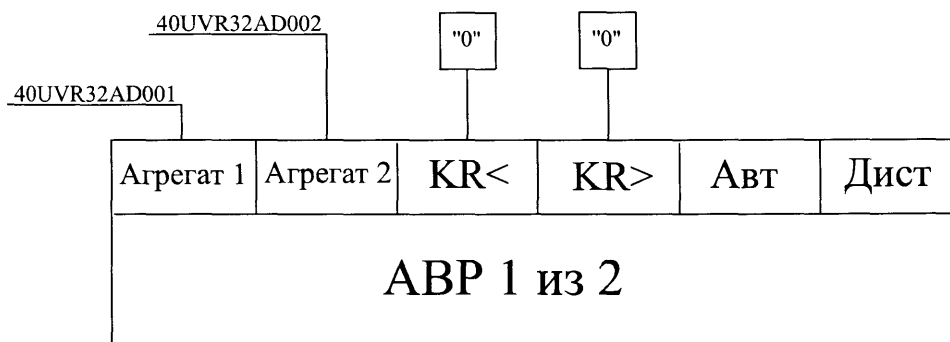 40UVR32AD002
"0"
"0"
40UVR32AD001
Агрегат 1
Агрегат 2
KR<
KR>
Авт
Дист
АВР 1 из 2